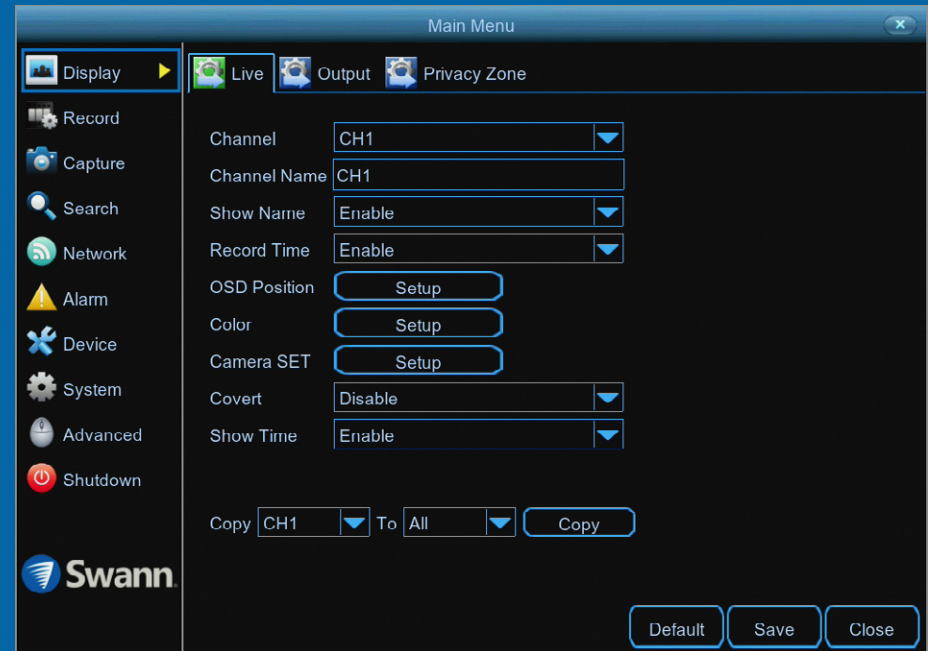 Main Menu
Display
Record
Capture
Search
Network
Alarm
Device
System
Advanced
Shutdown
Swann
Live Output Privacy Zone
Channel CH1
Channel Name CH1
Show Name Enable
Record Time Enable
OSD Position Setup
Color Setup
Camera SET Setup
Covert Disable
Show Time Enable
Copy CH1 To All Copy
Default Save Close